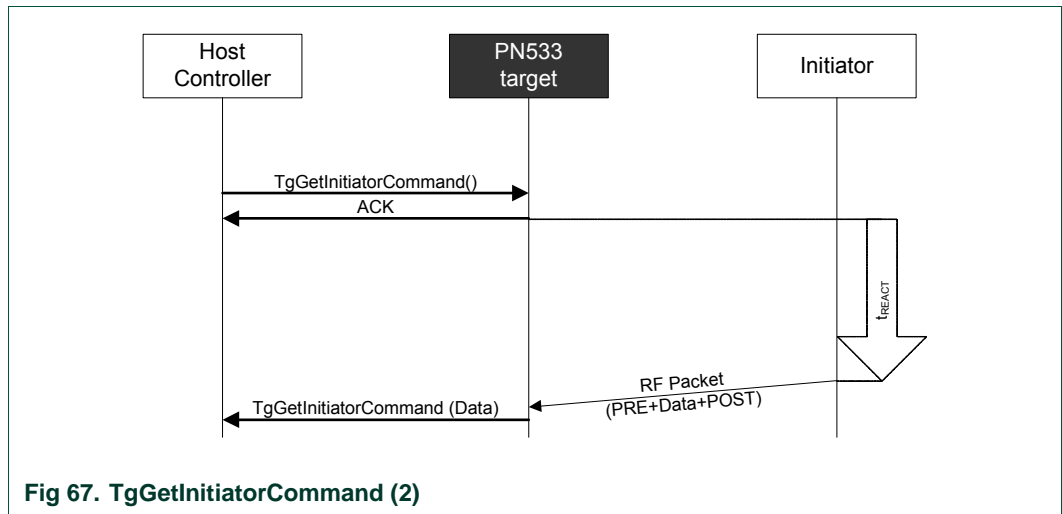 Host
Controller
PN533
target
Initiator
TgGetInitiatorCommand()
ACK
tREACT
RF Packet
(PRE+Data+POST)
TgGetInitiatorCommand (Data)
Fig 67. TgGetInitiatorCommand (2)